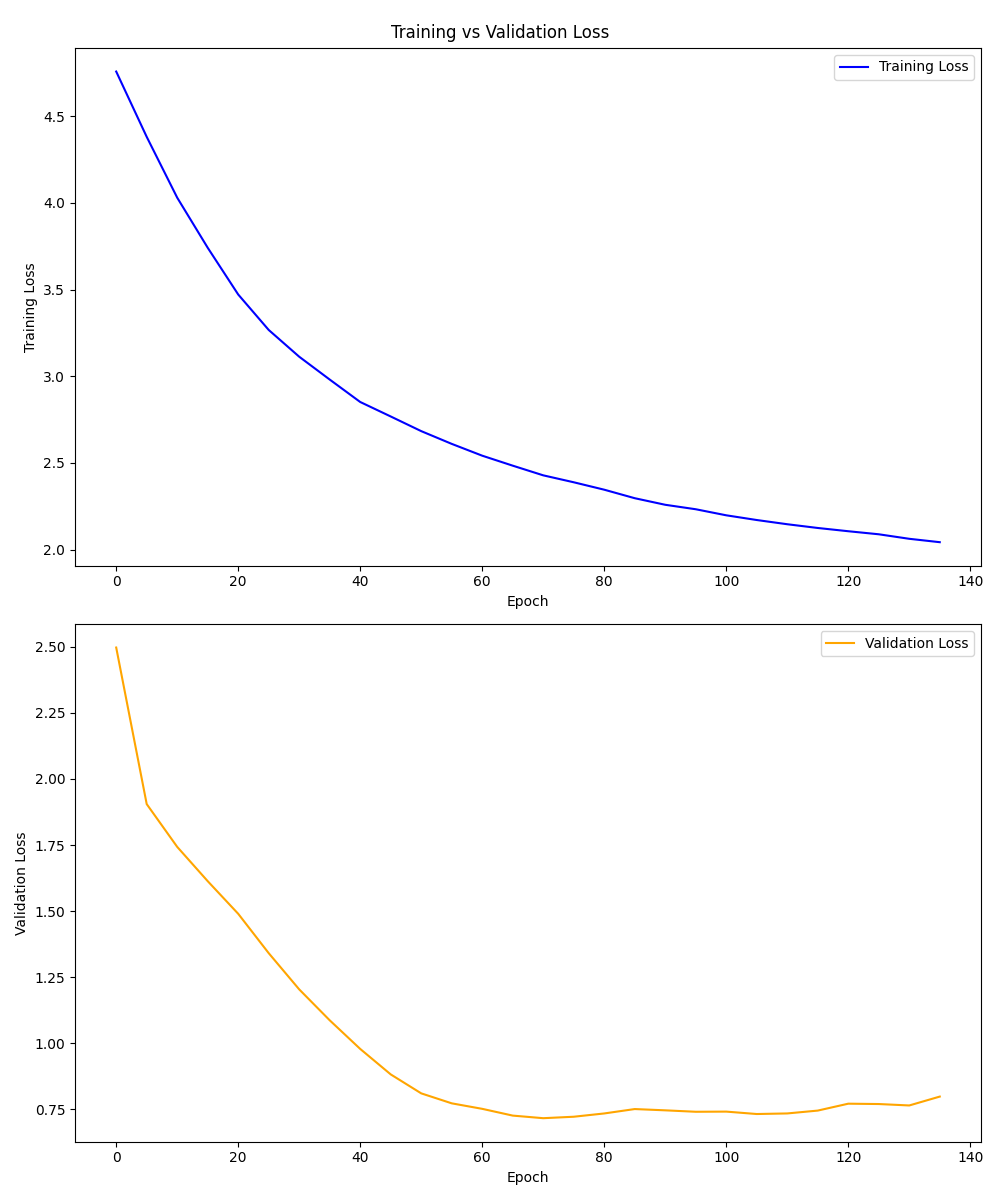 Training vs Validation Loss
Training Loss
4.5
4.0
3.5
3.0
2.5
2.0
Training Loss
0 20 40 60 80 100 120 140
Epoch
Validation Loss
2.50
2.25
2.00
1.75
1.50
1.25
1.00
0.75
Validation Loss
0 20 40 60 80 100 120 140
Epoch